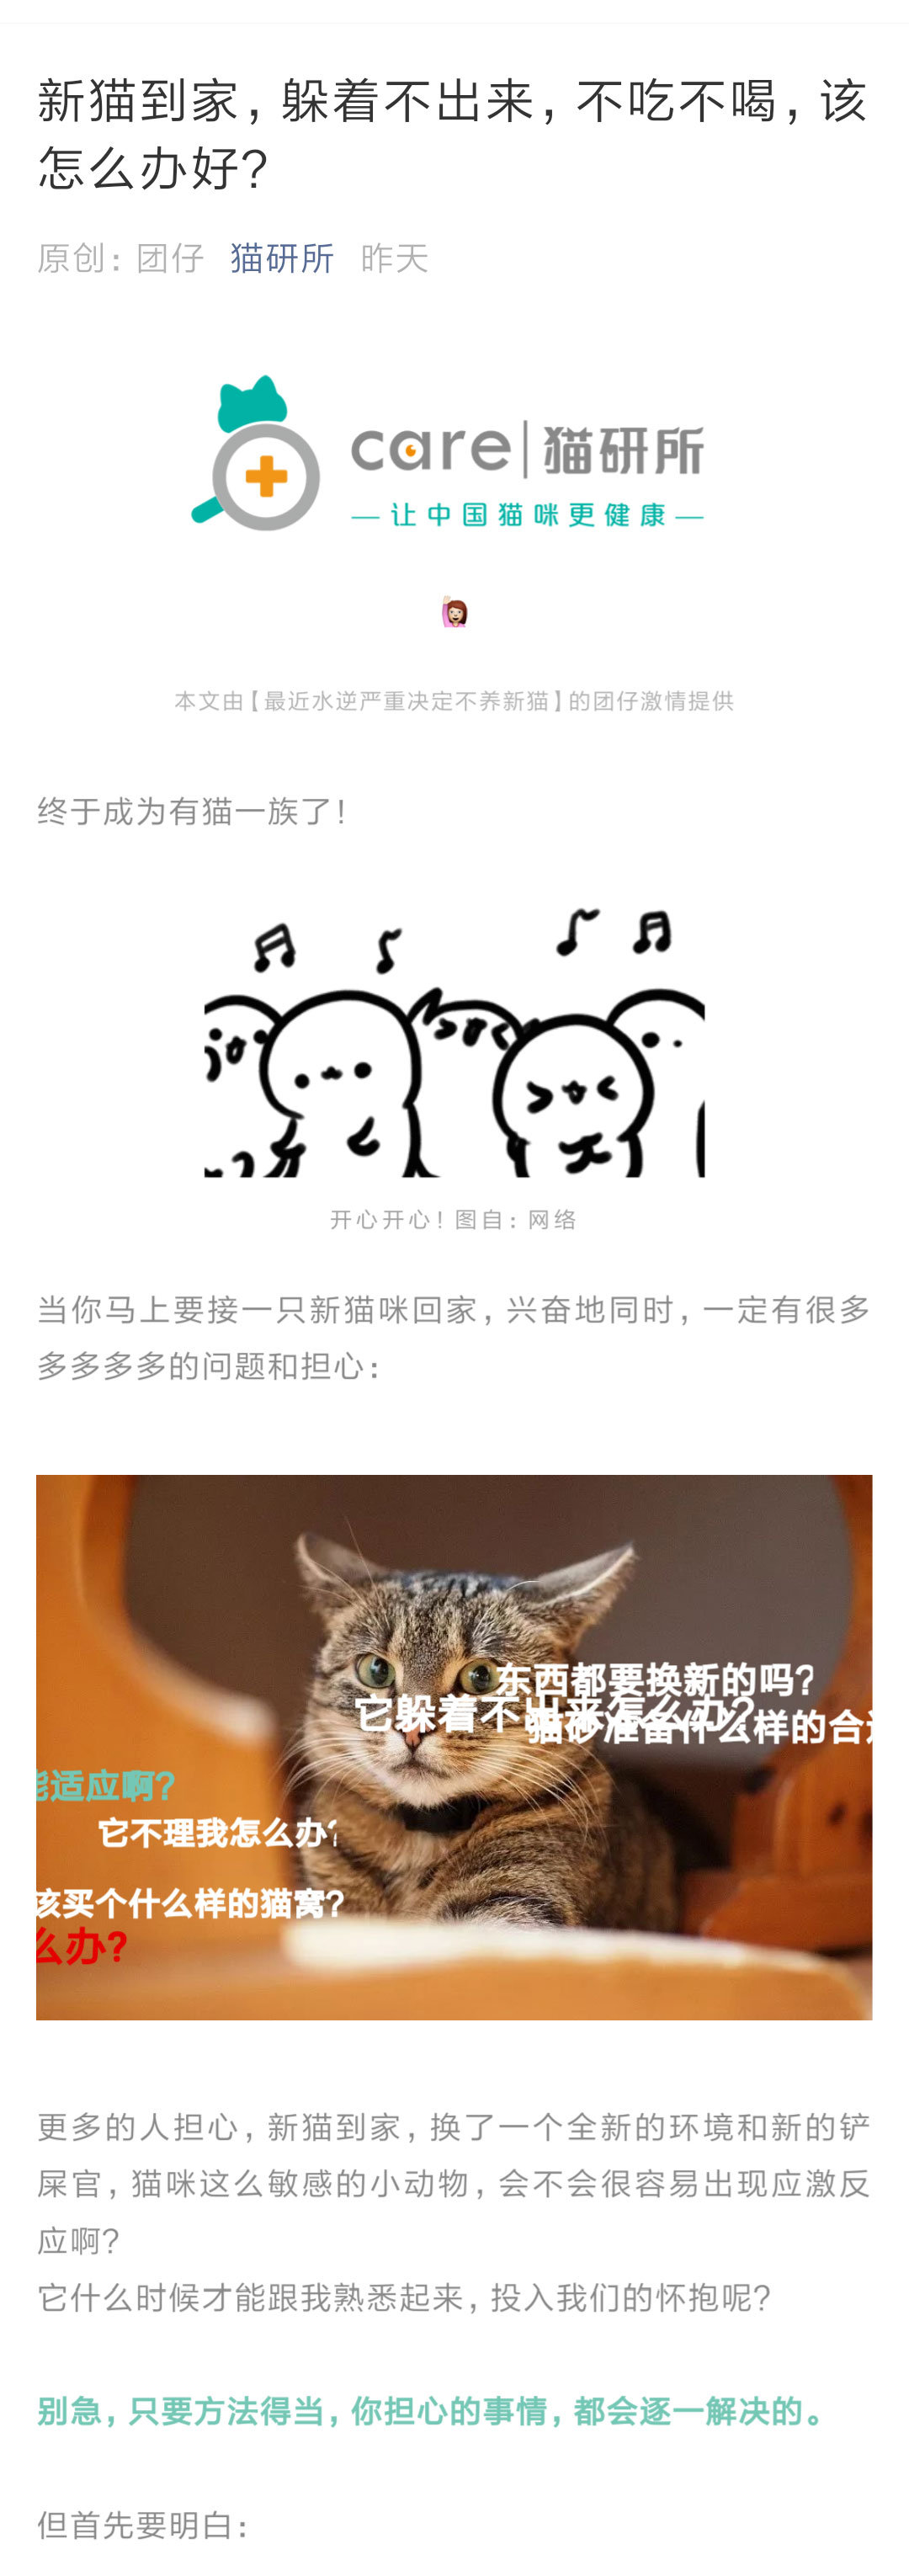 新猫到家，躲着不出来，不吃不喝，该
怎么办好？
原创：团仔 猫研所 昨天
care|猫研所
—让中国猫咪更健康—
本文由【最近水逆严重决定不养新猫】的团仔激情提供
终于成为有猫一族了！
开心开心！图自：网络
当你马上要接一只新猫咪回家，兴奋地同时，一定有很多
多多多多的问题和担心：
东西都要换新的吗？
它躲着不出来怎么办？
猫砂准备什么样的合
能适应啊？
它不理我怎么办？
该买个什么样的猫窝？
么办？
更多的人担心，新猫到家，换了一个全新的环境和新的铲
屎官，猫咪这么敏感的小动物，会不会很容易出现应激反
应啊？
它什么时候才能跟我熟悉起来，投入我们的怀抱呢？
别急，只要方法得当，你担心的事情，都会逐一解决的。
但首先要明白：